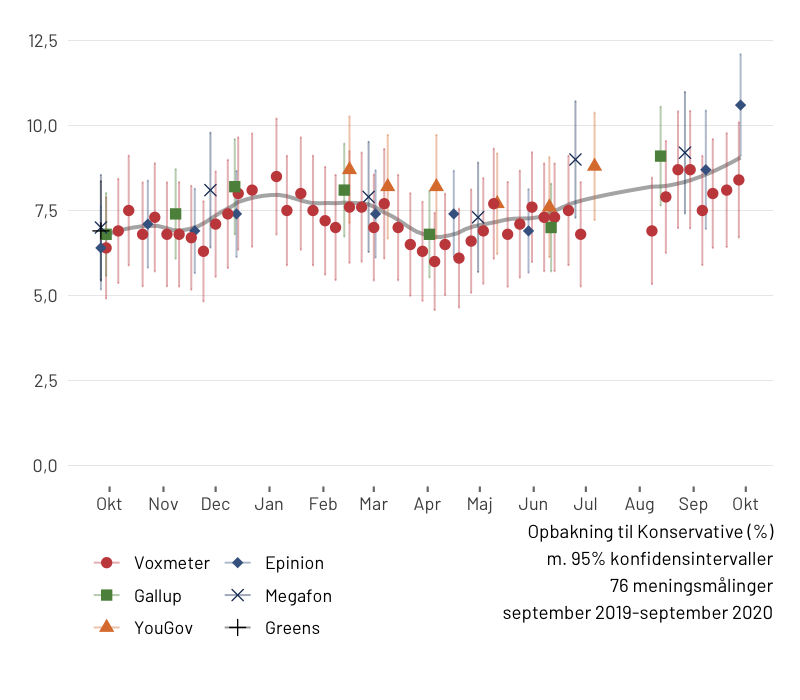 12,5
10,0
7,5
5,0
2,5
0,0
Okt Nov Dec Jan Feb Mar Apr Maj Jun Jul Aug Sep Okt
Opbakning til Konservative (%)
m. 95% konfidensintervaller
76 meningsmålinger
september 2019-september 2020
Voxmeter Epinion
Gallup Megafon
YouGov Greens